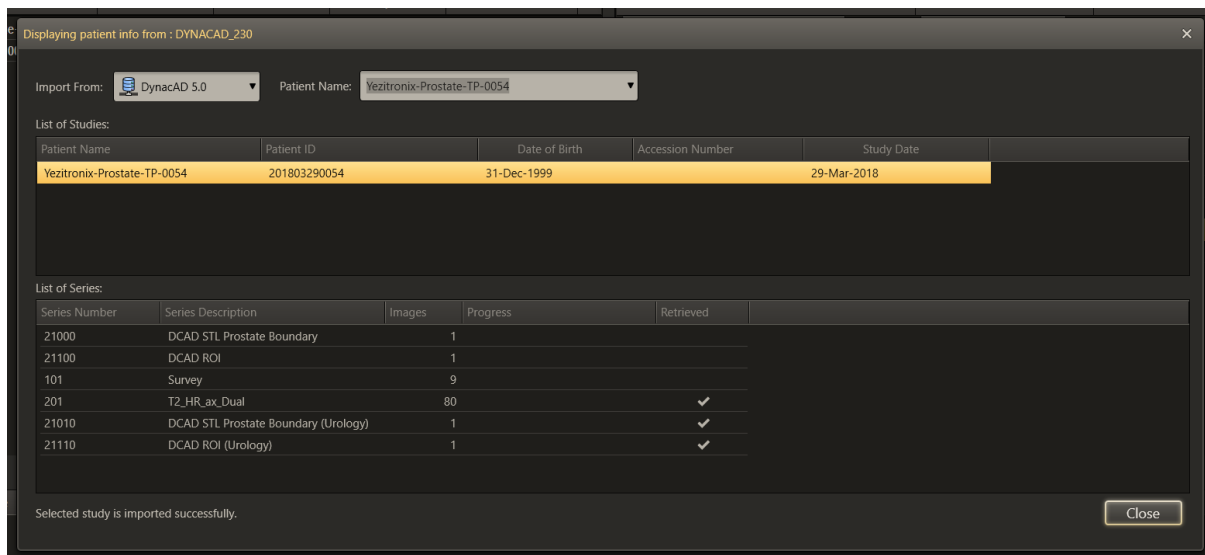 Displaying patient info from : DYNACAD_230
Import From: DynacAD 5.0 Patient Name: Yezitronix-Prostate-TP-0054
List of Studies:
Patient Name Patient ID Date of Birth Accession Number Study Date
Yezitronix-Prostate-TP-0054 201803290054 31-Dec-1999 29-Mar-2018
List of Series:
Series Number Series Description Images Progress Retrieved
21000 DCAD STL Prostate Boundary 1
21100 DCAD ROI 1
101 Survey 9
201 T2_HR_ax_Dual 80 ✔
21010 DCAD STL Prostate Boundary (Urology) 1 ✔
21110 DCAD ROI (Urology) 1 ✔
Selected study is imported successfully.
Close